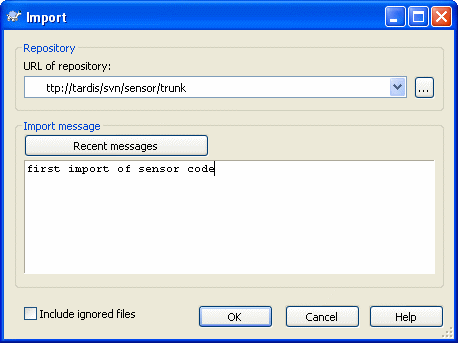 Import
Repository
URL of repository:
ttp://tardis/svn/sensor/trunk
...
Import message
Recent messages
first import of sensor code
Include ignored files
OK
Cancel
Help